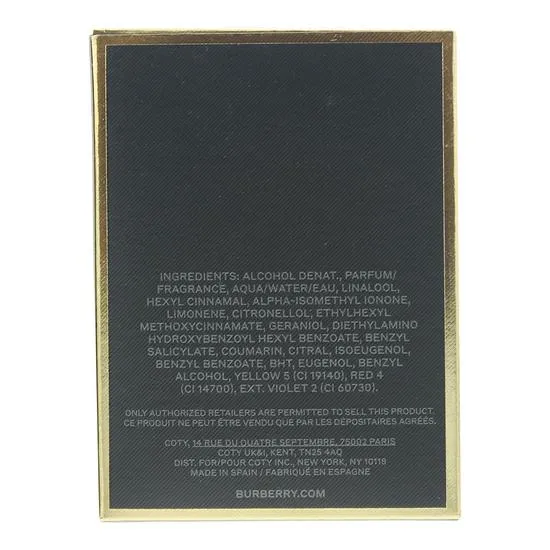 INGREDIENTS: ALCOHOL DENAT., PARFUM/
FRAGRANCE, AQUA/WATER/EAU, LINALOOL,
HEXYL CINNAMAL, ALPHA-ISOMETHYL IONONE,
LIMONENE, CITRONELLOL, ETHYLHEXYL
METHOXYCINNAMATE, GERANIOL, DIETHYLAMINO
HYDROXYBENZOYL HEXYL BENZOATE, BENZYL
SALICYLATE, COUMARIN, CITRAL, ISOEUGENOL,
BENZYL BENZOATE, BHT, EUGENOL, BENZYL
ALCOHOL, YELLOW 5 (CI 19140), RED 4
(CI 14700), EXT. VIOLET 2 (CI 60730).
ONLY AUTHORIZED RETAILERS ARE PERMITTED TO SELL THIS PRODUCT.
CE PRODUIT NE PEUT ÊTRE VENDU QUE PAR LES DÉPOSITAIRES AGRÉÉS.
COTY, 14 RUE DU QUATRE SEPTEMBRE, 75002 PARIS
COTY UK&I, KENT, TN25 4AQ
DIST. FOR/POUR COTY INC., NEW YORK, NY 10118
MADE IN SPAIN / FABRIQUÉ EN ESPAGNE
BURBERRY.COM